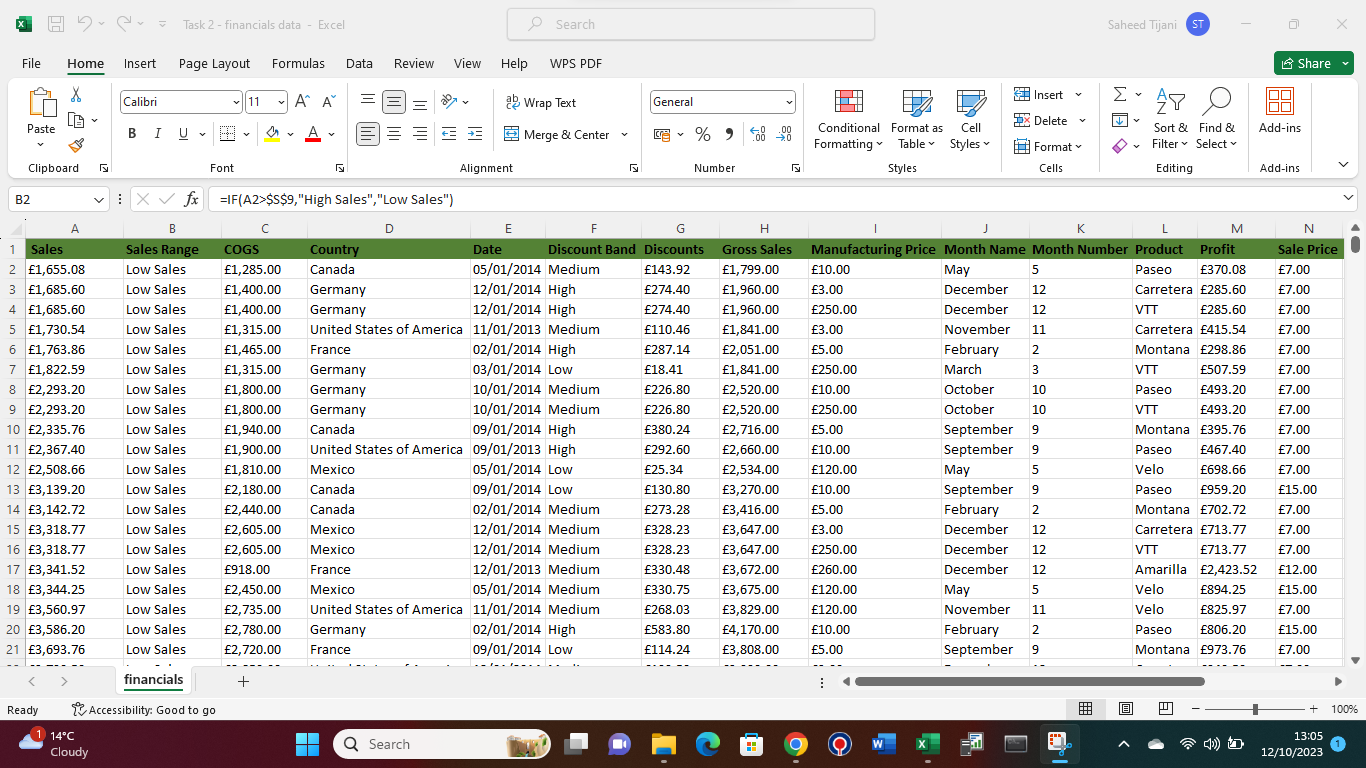 Task 2 - financials data - Excel
Search
Saheed Tijani ST
File Home Insert Page Layout Formulas Data Review View Help WPS PDF Share
Paste
Clipboard
Calibri 11
B I U A
Font
ab Wrap Text
Merge & Center
Alignment
General
%
Number
Conditional Formatting
Format as Table
Cell Styles
Styles
Insert
Delete
Format
Cells
Sort & Filter
Find & Select
Editing
Add-ins
Add-ins
B2 fx =IF(A2>$S$9,"High Sales","Low Sales")
A B C D E F G H I J K L M N
1 Sales Sales Range COGS Country Date Discount Band Discounts Gross Sales Manufacturing Price Month Name Month Number Product Profit Sale Price
2 £1,655.08 Low Sales £1,285.00 Canada 05/01/2014 Medium £143.92 £1,799.00 £10.00 May 5 Paseo £370.08 £7.00
3 £1,685.60 Low Sales £1,400.00 Germany 12/01/2014 High £274.40 £1,960.00 £3.00 December 12 Carretera £285.60 £7.00
4 £1,685.60 Low Sales £1,400.00 Germany 12/01/2014 High £274.40 £1,960.00 £250.00 December 12 VTT £285.60 £7.00
5 £1,730.54 Low Sales £1,315.00 United States of America 11/01/2013 Medium £110.46 £1,841.00 £3.00 November 11 Carretera £415.54 £7.00
6 £1,763.86 Low Sales £1,465.00 France 02/01/2014 High £287.14 £2,051.00 £5.00 February 2 Montana £298.86 £7.00
7 £1,822.59 Low Sales £1,315.00 Germany 03/01/2014 Low £18.41 £1,841.00 £250.00 March 3 VTT £507.59 £7.00
8 £2,293.20 Low Sales £1,800.00 Germany 10/01/2014 Medium £226.80 £2,520.00 £10.00 October 10 Paseo £493.20 £7.00
9 £2,293.20 Low Sales £1,800.00 Germany 10/01/2014 Medium £226.80 £2,520.00 £250.00 October 10 VTT £493.20 £7.00
10 £2,335.76 Low Sales £1,940.00 Canada 09/01/2014 High £380.24 £2,716.00 £5.00 September 9 Montana £395.76 £7.00
11 £2,367.40 Low Sales £1,900.00 United States of America 09/01/2013 High £292.60 £2,660.00 £10.00 September 9 Paseo £467.40 £7.00
12 £2,508.66 Low Sales £1,810.00 Mexico 05/01/2014 Low £25.34 £2,534.00 £120.00 May 5 Velo £698.66 £7.00
13 £3,139.20 Low Sales £2,180.00 Canada 09/01/2014 Low £130.80 £3,270.00 £10.00 September 9 Paseo £959.20 £15.00
14 £3,142.72 Low Sales £2,440.00 Canada 02/01/2014 Medium £273.28 £3,416.00 £5.00 February 2 Montana £702.72 £7.00
15 £3,318.77 Low Sales £2,605.00 Mexico 12/01/2014 Medium £328.23 £3,647.00 £3.00 December 12 Carretera £713.77 £7.00
16 £3,318.77 Low Sales £2,605.00 Mexico 12/01/2014 Medium £328.23 £3,647.00 £250.00 December 12 VTT £713.77 £7.00
17 £3,341.52 Low Sales £918.00 France 12/01/2013 Medium £330.48 £3,672.00 £260.00 December 12 Amarilla £2,423.52 £12.00
18 £3,344.25 Low Sales £2,450.00 Mexico 05/01/2014 Medium £330.75 £3,675.00 £120.00 May 5 Velo £894.25 £15.00
19 £3,560.97 Low Sales £2,735.00 United States of America 11/01/2014 Medium £268.03 £3,829.00 £120.00 November 11 Velo £825.97 £7.00
20 £3,586.20 Low Sales £2,780.00 Germany 02/01/2014 High £583.80 £4,170.00 £10.00 February 2 Paseo £806.20 £15.00
21 £3,693.76 Low Sales £2,720.00 France 09/01/2014 Low £114.24 £3,808.00 £5.00 September 9 Montana £973.76 £7.00
financials
Ready Accessibility: Good to go 100%
1 14°C
Cloudy
Search
13:05
12/10/2023 1